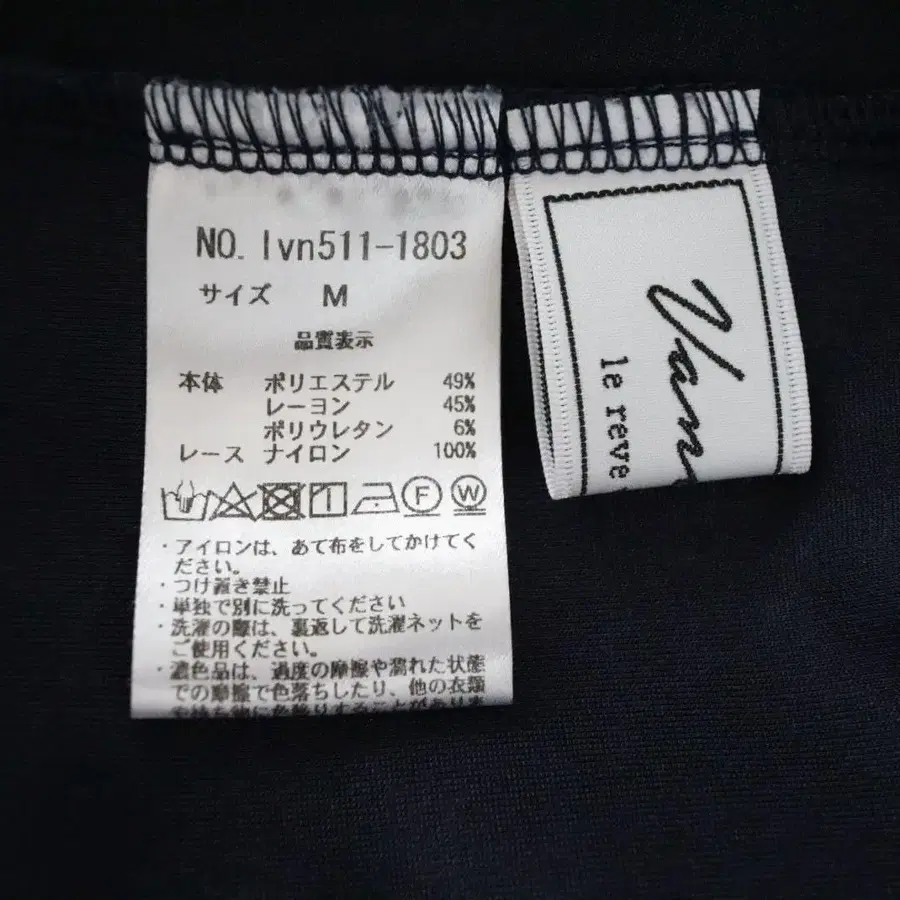 NO. lvn511-1803
サイズ M
品質表示
本体 ポリエステル 49%
レーヨン 45%
ポリウレタン 6%
レース ナイロン 100%
F W
・アイロンは、あて布をしてかけてく
ださい。
・つけ置き禁止
・単独で別に洗ってください
・洗濯の際は、裏返して洗濯ネットを
ご使用ください。
・濃色品は、過度の摩擦や濡れた状態
での摩擦で色落ちしたり、他の衣類
le reve